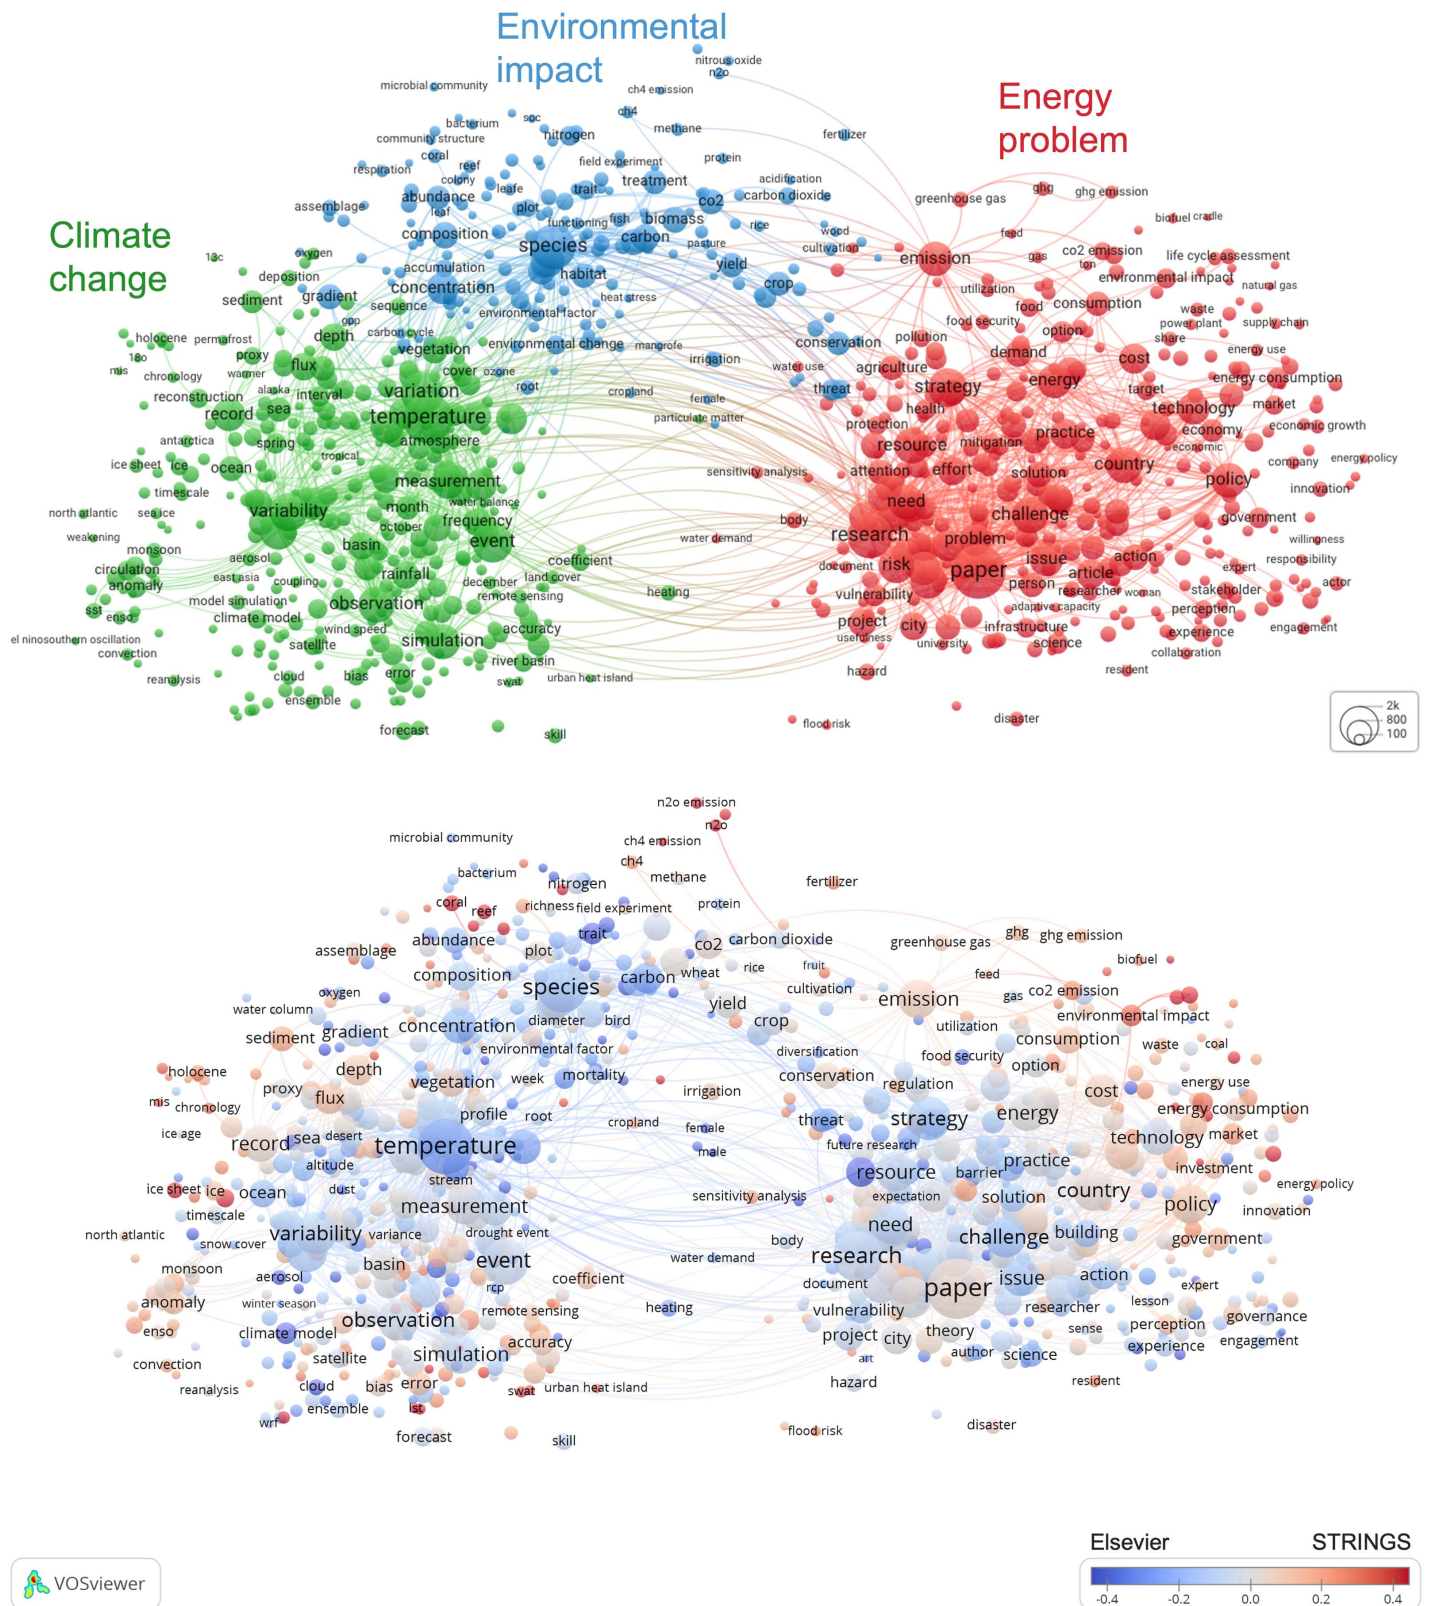 Environmental
impact
Energy
problem
Climate
change
nitrous oxide
n2o
microbial community
ch4 emission
ch4
soc
bacterium
methane
fertilizer
community structure
nitrogen
coral
reef
field experiment
protein
respiration
colony
leafe
trait
treatment
acidification
abundance
co2
carbon dioxide
greenhouse gas
ghg
ghg emission
assemblage
leaf
plot
functioning
fish
biomass
rice
biofuel
cradle
composition
species
carbon
pasture
wood
cultivation
feed
13c
oxygen
accumulation
habitat
yield
emission
gas
co2 emission
ton
life cycle assessment
deposition
concentration
crop
utilization
environmental impact
natural gas
sediment
gradient
sequence
heat stress
food
consumption
gpp
environmental factor
food security
option
waste
power plant
supply chain
holocene
permafrost
depth
carbon cycle
vegetation
environmental change
mangrofe
conservation
pollution
share
18o
proxy
flux
cover
ozone
irrigation
water use
agriculture
demand
cost
energy use
mis
chronology
warmer
alaska
interval
variation
root
cropland
female
threat
strategy
energy
target
energy consumption
reconstruction
record
sea
temperature
particulate matter
health
technology
market
antarctica
spring
atmosphere
protection
resource
mitigation
practice
economy
economic
economic growth
ice sheet
ice
ocean
tropical
measurement
sensitivity analysis
attention
effort
solution
country
company
energy policy
timescale
policy
innovation
north atlantic
sea ice
variability
month
water balance
frequency
body
need
challenge
government
weakening
october
event
water demand
research
problem
willingness
monsoon
aerosol
basin
coefficient
document
risk
paper
issue
action
responsibility
circulation
anomaly
east asia
coupling
rainfall
december
land cover
remote sensing
heating
vulnerability
person
article
researcher
woman
expert
stakeholder
actor
sst
enso
model simulation
climate model
observation
adaptive capacity
perception
el ninosouthern oscillation
convection
wind speed
satellite
simulation
accuracy
project
usefulness
city
university
infrastructure
science
experience
engagement
collaboration
reanalysis
cloud
bias
error
river basin
swat
urban heat island
hazard
resident
ensemble
forecast
skill
flood risk
disaster
2k
800
100
n2o emission
n2o
microbial community
ch4 emission
ch4
bacterium
nitrogen
methane
fertilizer
coral
reef
richness
field experiment
protein
trait
assemblage
abundance
plot
co2
carbon dioxide
greenhouse gas
ghg
ghg emission
composition
species
carbon
wheat
rice
fruit
cultivation
feed
biofuel
oxygen
water column
yield
emission
gas
co2 emission
sediment
gradient
concentration
diameter
bird
crop
utilization
environmental impact
environmental factor
diversification
food security
consumption
waste
coal
holocene
depth
proxy
flux
vegetation
week
mortality
irrigation
conservation
regulation
option
cost
energy use
mis
chronology
profile
root
cropland
female
threat
strategy
energy
energy consumption
ice age
record
sea
desert
temperature
male
future research
technology
market
altitude
stream
resource
barrier
practice
investment
ice sheet
ice
ocean
dust
measurement
sensitivity analysis
expectation
solution
country
energy policy
timescale
policy
innovation
north atlantic
snow cover
variability
variance
drought event
body
need
challenge
building
government
monsoon
aerosol
basin
event
rcp
coefficient
water demand
research
document
paper
issue
action
expert
anomaly
winter season
observation
remote sensing
heating
vulnerability
researcher
lesson
enso
climate model
accuracy
project
city
theory
sense
perception
governance
convection
satellite
simulation
art
author
science
experience
engagement
reanalysis
cloud
bias
error
swat
urban heat island
hazard
resident
wrf
ensemble
lst
forecast
skill
flood risk
disaster
Elsevier
STRINGS
VOSviewer
-0.4
-0.2
0.0
0.2
0.4